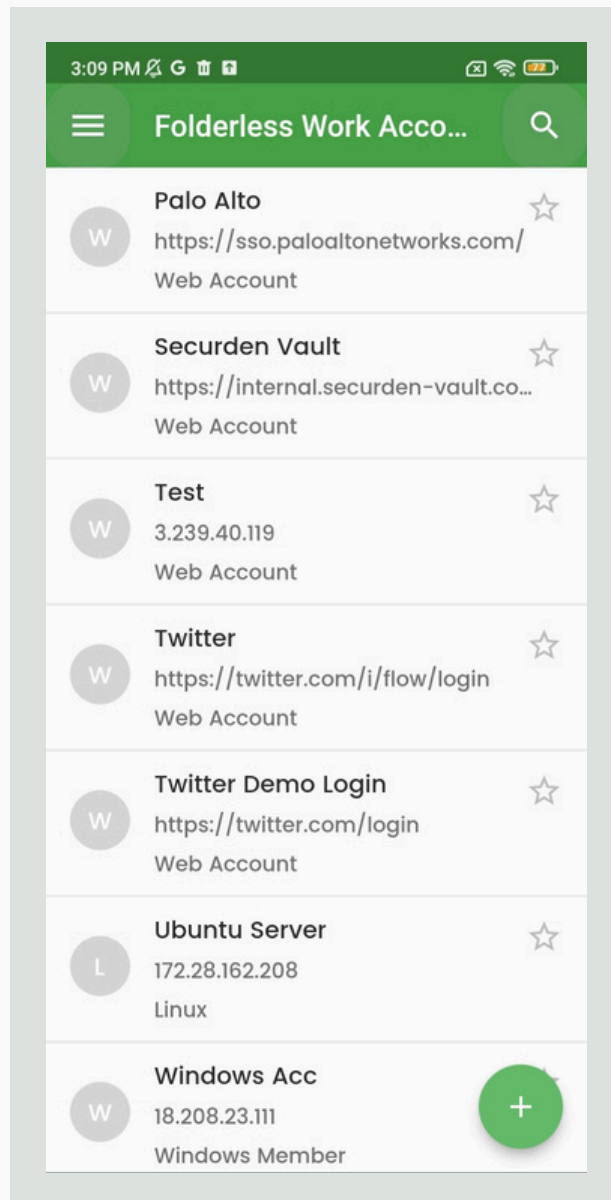 3:09 PM G
77
Folderless Work Acco...
Palo Alto
W
https://sso.paloaltonetworks.com/
Web Account
Securden Vault
W
https://internal.securden-vault.co...
Web Account
Test
W
3.239.40.119
Web Account
Twitter
W
https://twitter.com/i/flow/login
Web Account
Twitter Demo Login
W
https://twitter.com/login
Web Account
Ubuntu Server
L
172.28.162.208
Linux
Windows Acc
W
18.208.23.111
Windows Member
+